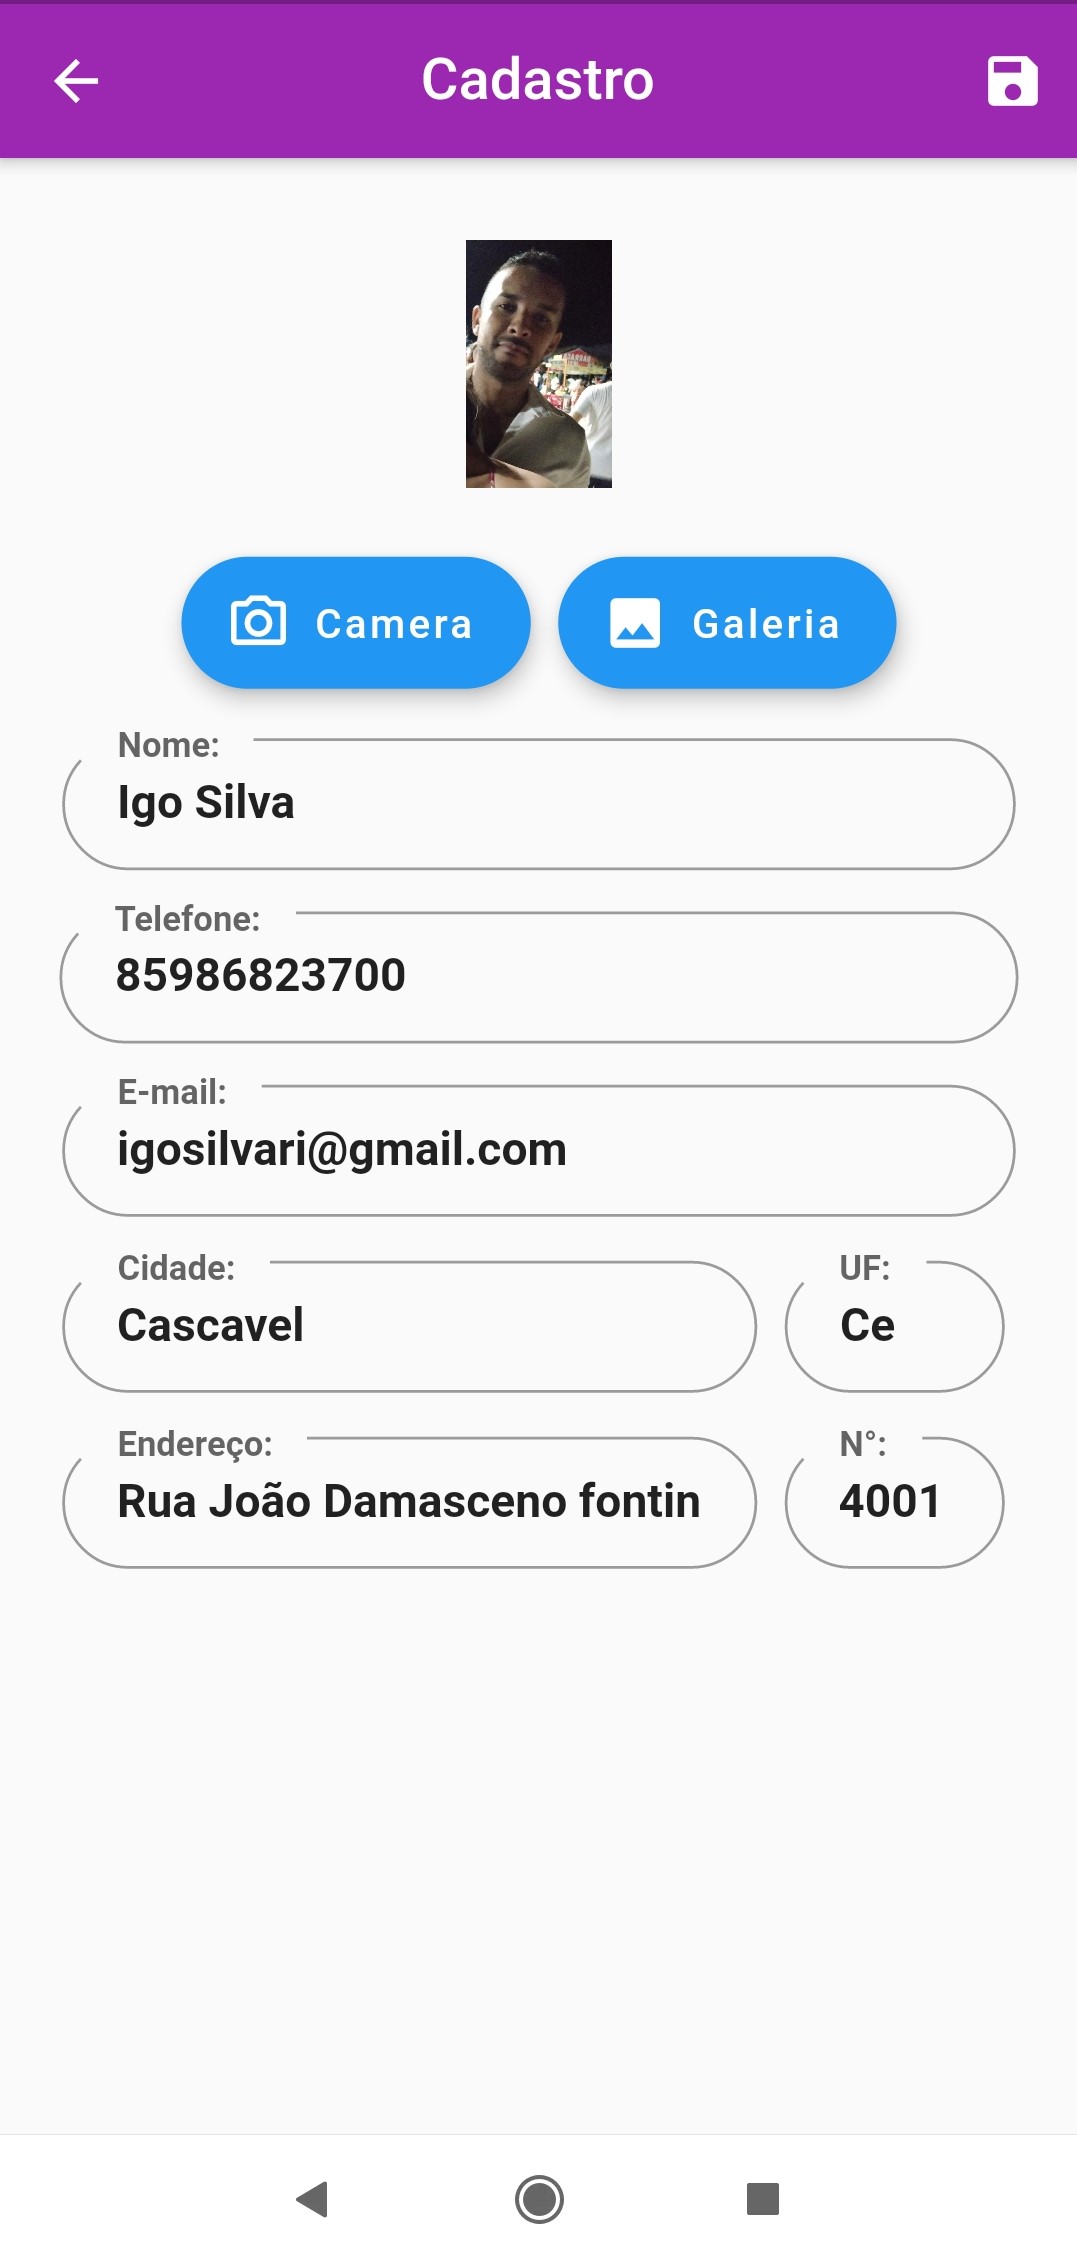 Cadastro
Camera
Galeria
Nome:
Igo Silva
Telefone:
85986823700
E-mail:
igosilvari@gmail.com
Cidade:
Cascavel
UF:
Ce
Endereço:
Rua João Damasceno fontin
N°:
4001